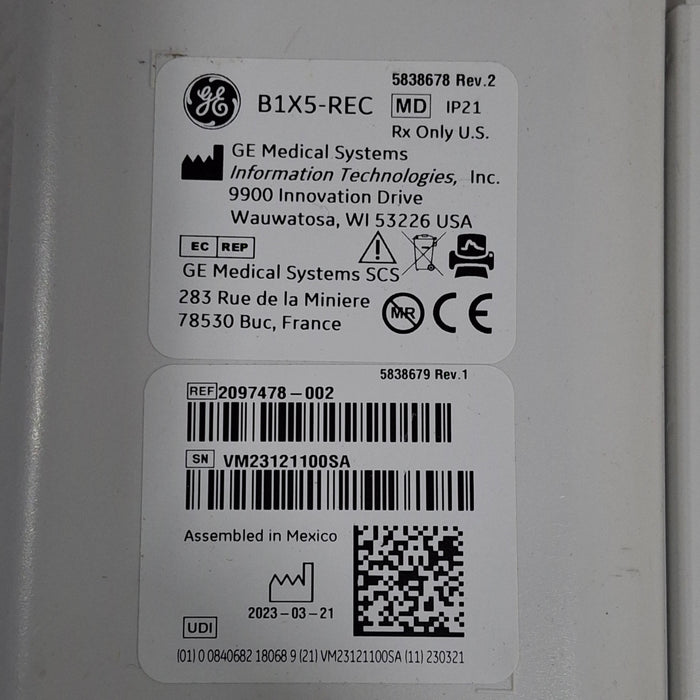 5838678 Rev.2
GE B1X5-REC MD IP21
Rx Only U.S.
GE Medical Systems
Information Technologies, Inc.
9900 Innovation Drive
Wauwatosa, WI 53226 USA
EC REP
GE Medical Systems SCS
283 Rue de la Miniere
78530 Buc, France
MR CE
5838679 Rev.1
REF 2097478-002
SN VM23121100SA
Assembled in Mexico
2023-03-21
UDI
(01) 0 0840682 18068 9 (21) VM23121100SA (11) 230321